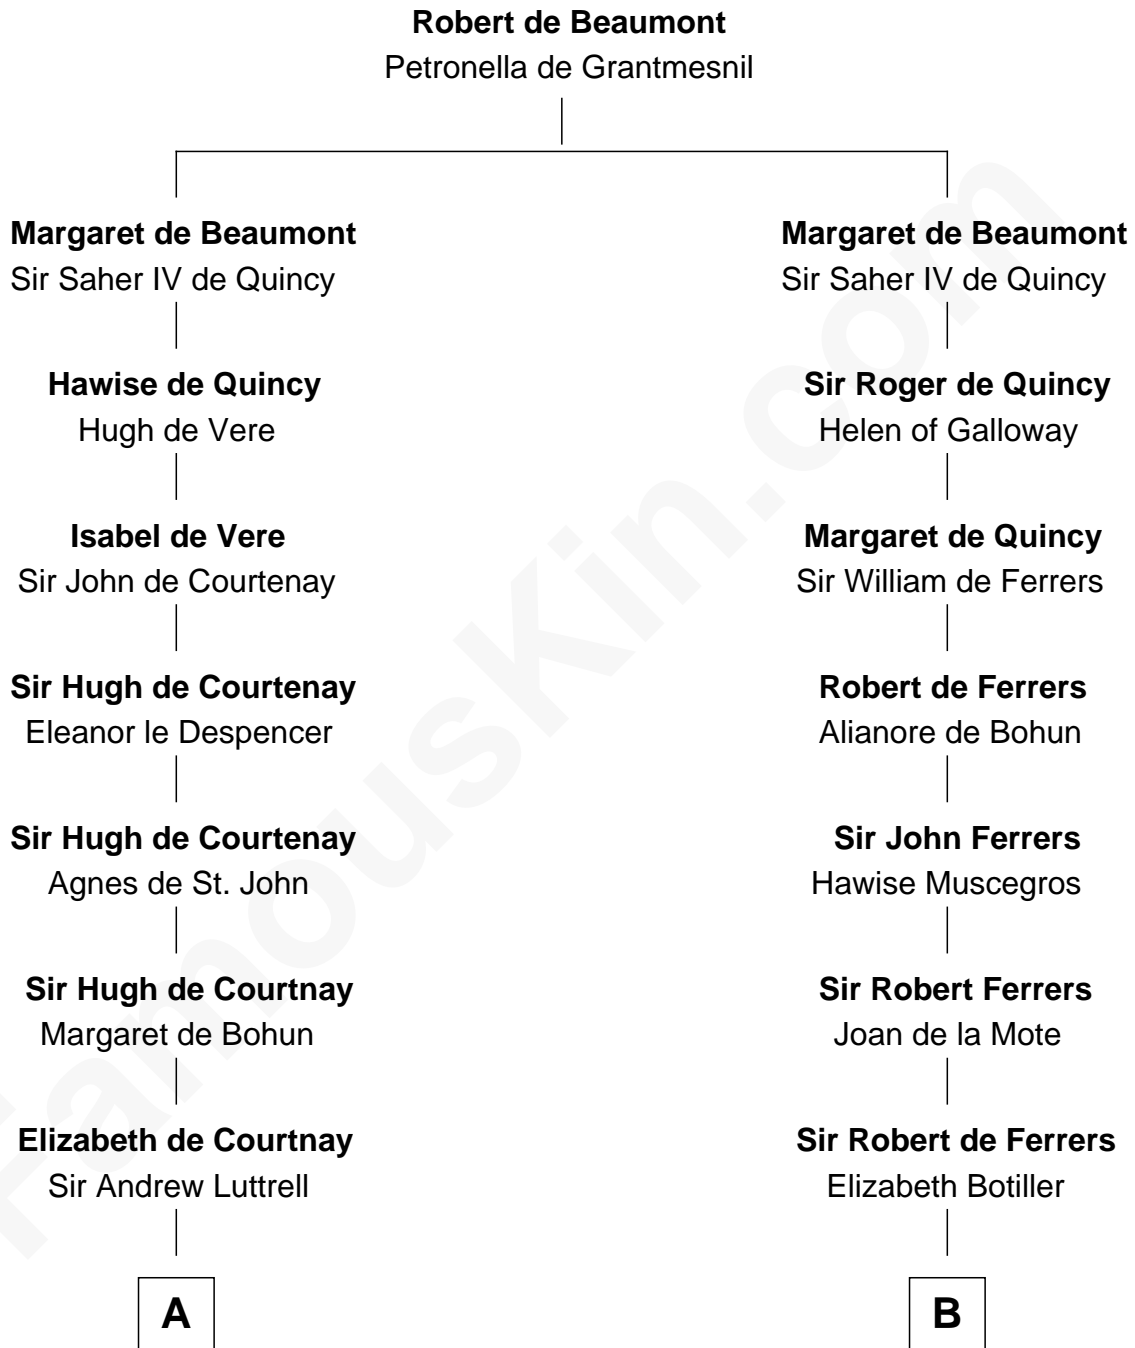 Robert de Beaumont
Petronella de Grantmesnil
Margaret de Beaumont
Sir Saher IV de Quincy
Hawise de Quincy
Hugh de Vere
Isabel de Vere
Sir John de Courtenay
Sir Hugh de Courtenay
Eleanor le Despencer
Sir Hugh de Courtenay
Agnes de St. John
Sir Hugh de Courtnay
Margaret de Bohun
Elizabeth de Courtnay
Sir Andrew Luttrell
A
Margaret de Beaumont
Sir Saher IV de Quincy
Sir Roger de Quincy
Helen of Galloway
Margaret de Quincy
Sir William de Ferrers
Robert de Ferrers
Alianore de Bohun
Sir John Ferrers
Hawise Muscegros
Sir Robert Ferrers
Joan de la Mote
Sir Robert de Ferrers
Elizabeth Botiller
B
FamousKin.com